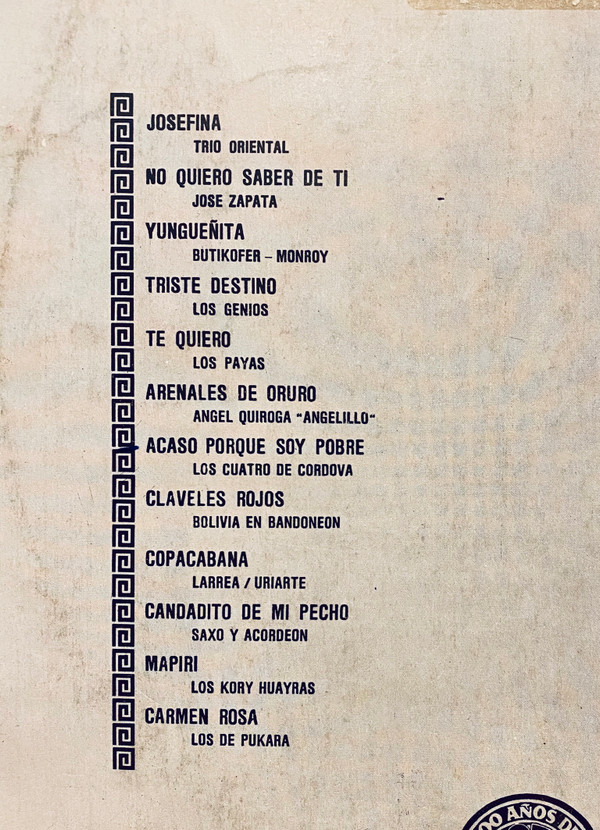 JOSEFINA
TRIO ORIENTAL
NO QUIERO SABER DE TI
JOSE ZAPATA
YUNGUEÑITA
BUTIKOFER – MONROY
TRISTE DESTINO
LOS GENIOS
TE QUIERO
LOS PAYAS
ARENALES DE ORURO
ANGEL QUIROGA "ANGELILLO"
ACASO PORQUE SOY POBRE
LOS CUATRO DE CORDOVA
CLAVELES ROJOS
BOLIVIA EN BANDONEON
COPACABANA
LARREA / URIARTE
CANDADITO DE MI PECHO
SAXO Y ACORDEON
MAPIRI
LOS KORY HUAYRAS
CARMEN ROSA
LOS DE PUKARA
AÑOS